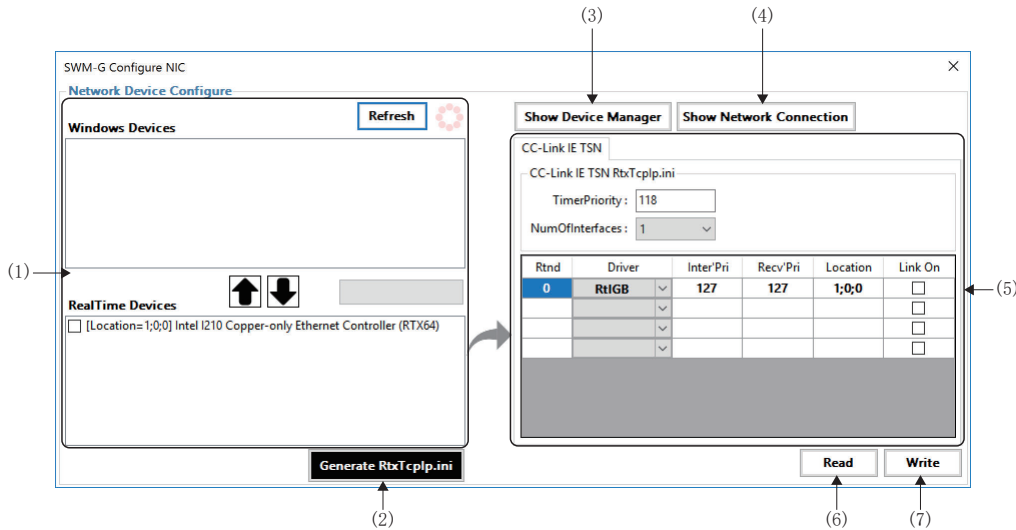 (3)
(4)
SWM-G Configure NIC
Network Device Configure
Refresh
Show Device Manager
Show Network Connection
Windows Devices
CC-Link IE TSN
CC-Link IE TSN RtxTcpIp.ini
TimerPriority : 118
NumOfInterfaces : 1
(1)
Rtnd Driver Inter'Pri Recv'Pri Location Link On
0 RtIGB 127 127 1;0;0
(5)
RealTime Devices
[Location=1;0;0] Intel I210 Copper-only Ethernet Controller (RTX64)
Generate RtxTcpIp.ini
Read
Write
(2)
(6)
(7)